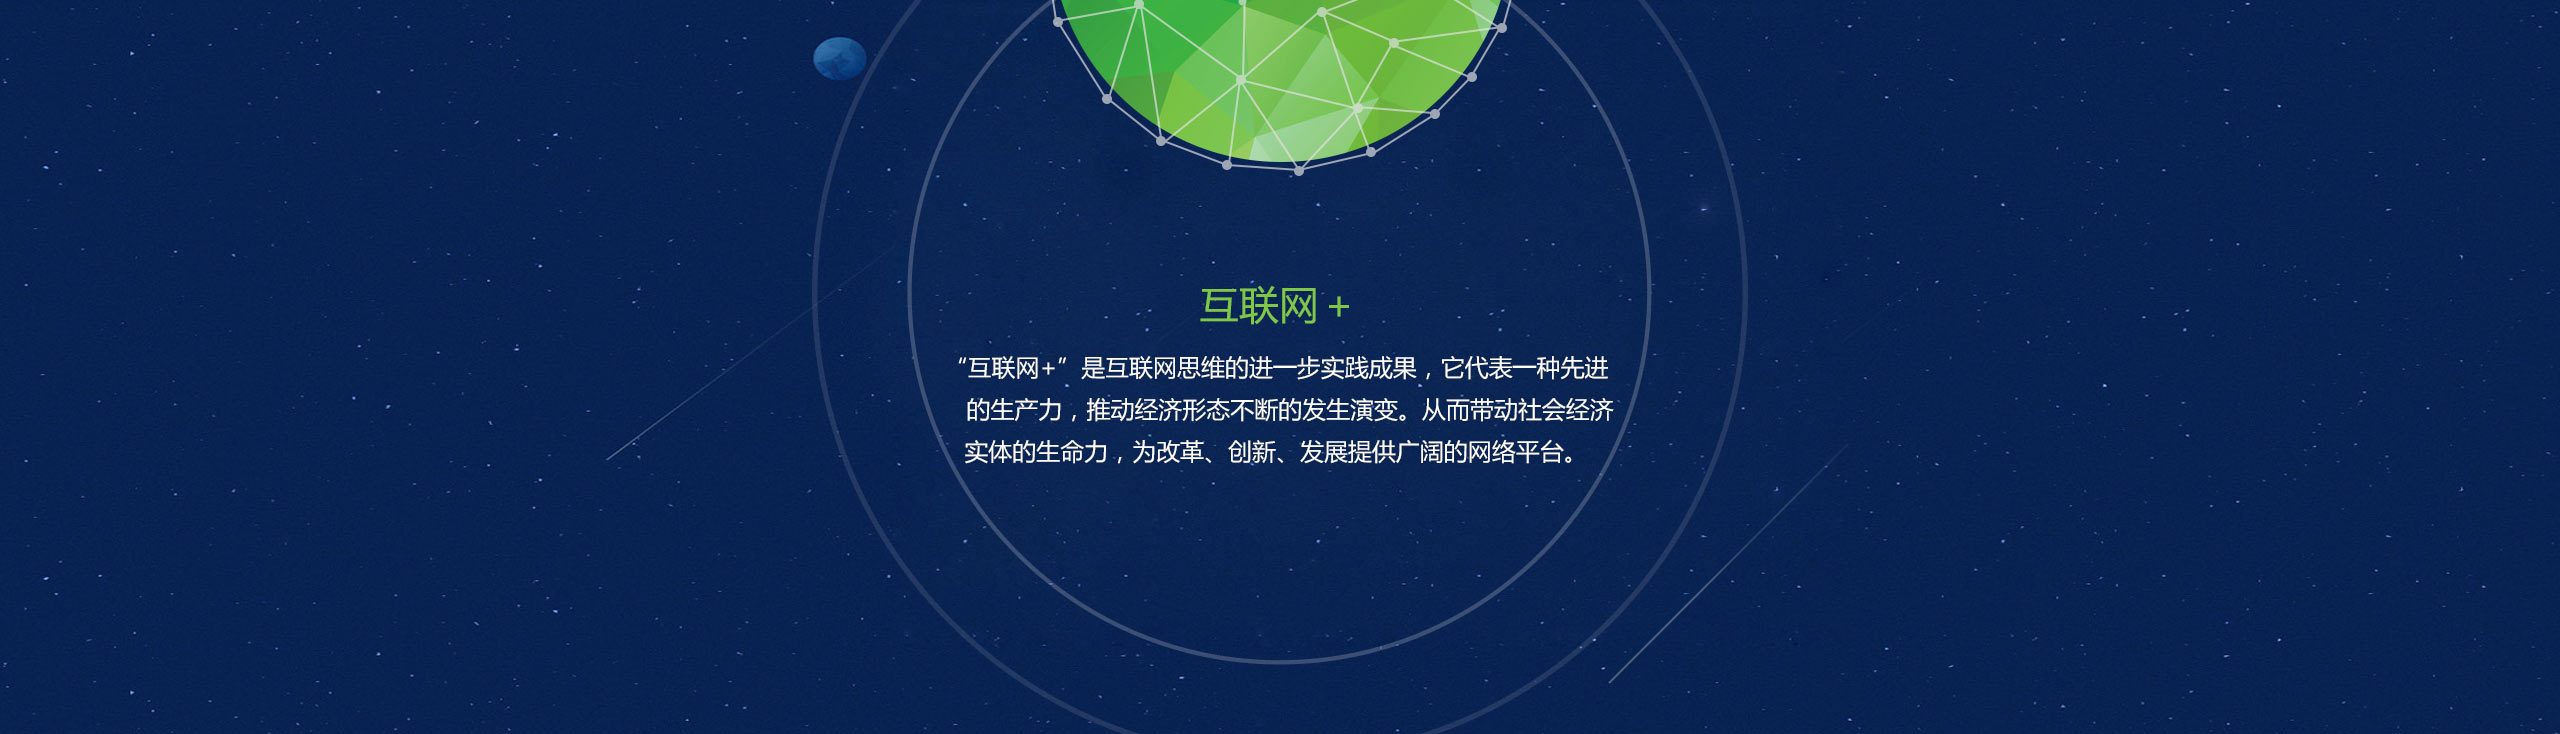 互联网+
“互联网+”是互联网思维的进一步实践成果，它代表一种先进
的生产力，推动经济形态不断的发生演变。从而带动社会经济
实体的生命力，为改革、创新、发展提供广阔的网络平台。